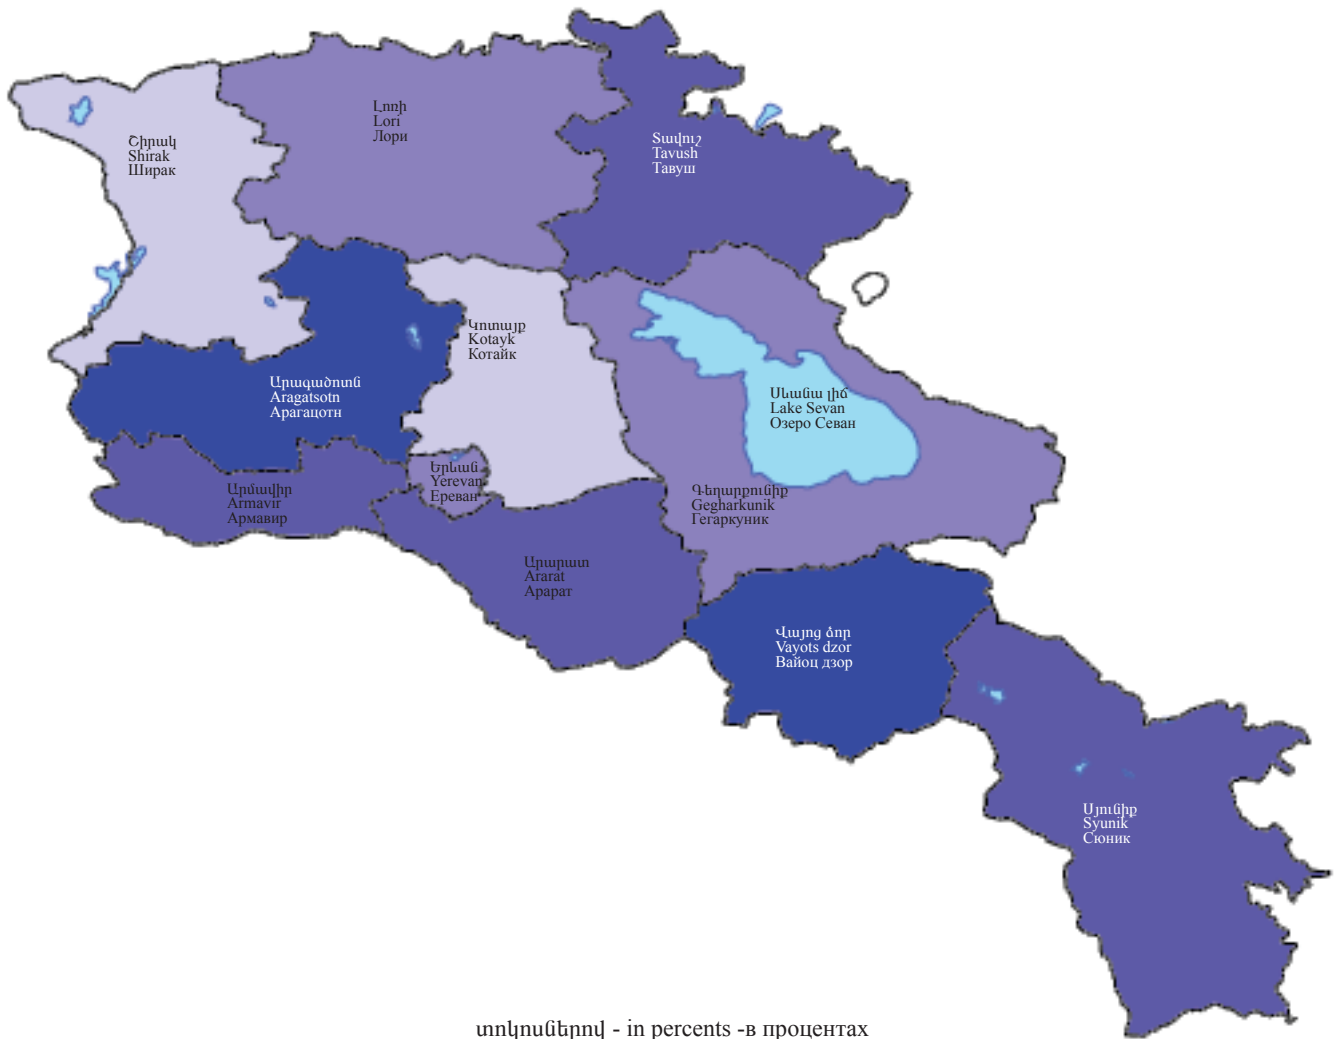 Լոռի
Lori
Лори
Շիրակ
Shirak
Ширак
Տավուշ
Tavush
Тавуш
Կոտայք
Kotayk
Котайк
Արագածոտն
Aragatsotn
Арагацотн
Սևանա լիճ
Lake Sevan
Озеро Севан
Երևան
Yerevan
Ереван
Արմավիր
Armavir
Армавир
Գեղարքունիք
Gegharkunik
Гегаркуник
Արարատ
Ararat
Арарат
Վայոց ձոր
Vayots dzor
Вайоц дзор
Սյունիք
Syunik
Сюник
տոկոսներով - in percents -в процентах